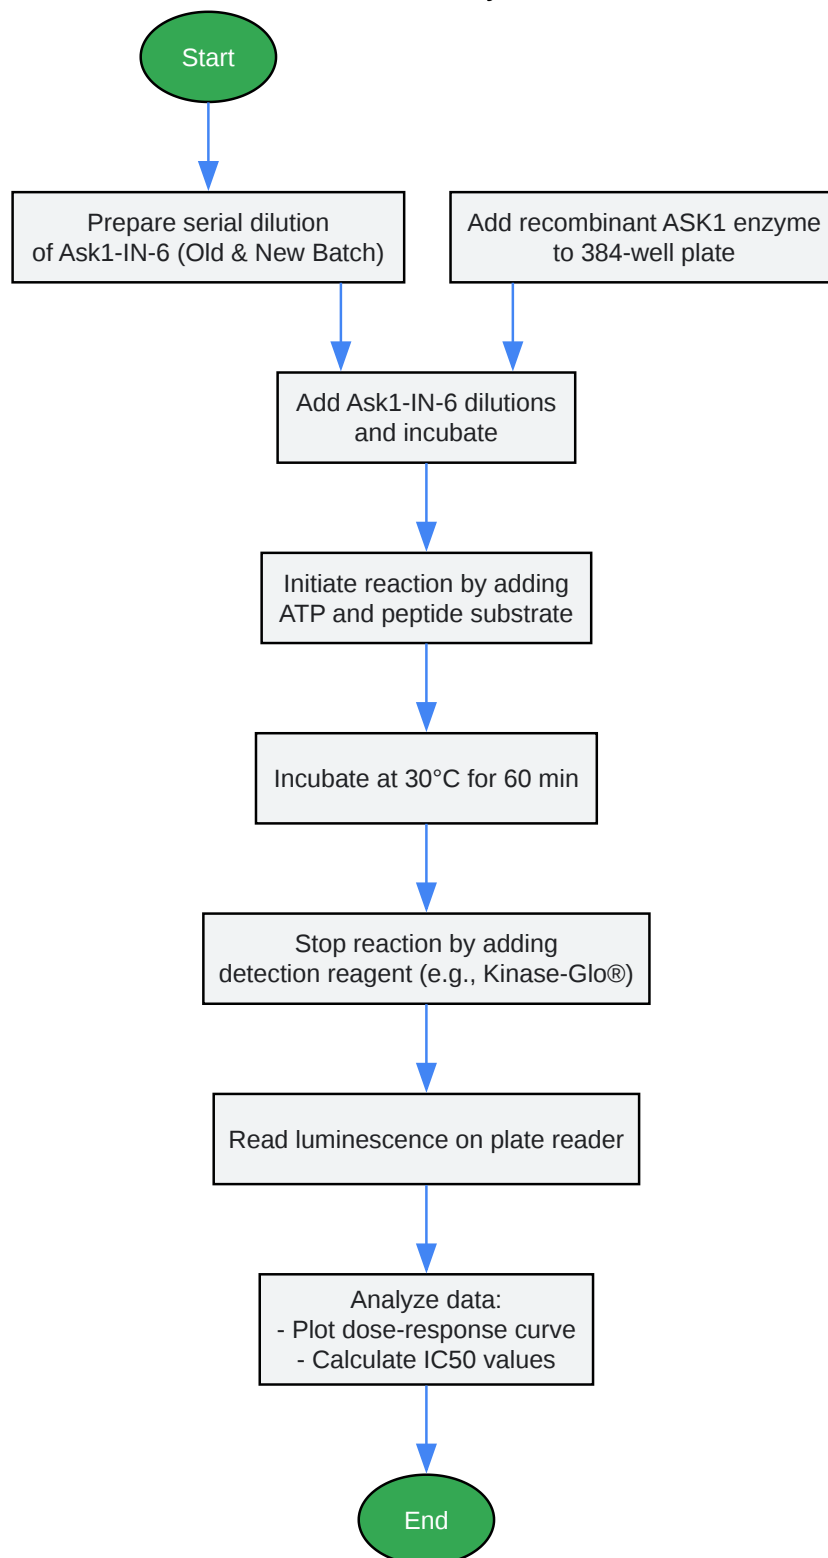 Start
Prepare serial dilution
of Ask1-IN-6 (Old & New Batch)
Add recombinant ASK1 enzyme
to 384-well plate
Add Ask1-IN-6 dilutions
and incubate
Initiate reaction by adding
ATP and peptide substrate
Incubate at 30°C for 60 min
Stop reaction by adding
detection reagent (e.g., Kinase-Glo®)
Read luminescence on plate reader
Analyze data:
- Plot dose-response curve
- Calculate IC50 values
End